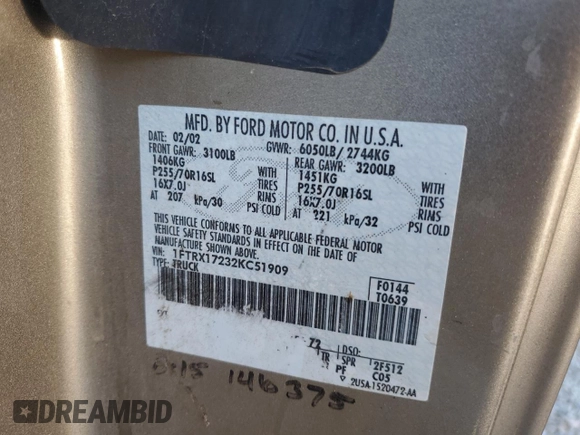 MFD. BY FORD MOTOR CO. IN U.S.A.
DATE: 02/02 GVWR: 6050LB/ 2744KG
FRONT GAWR: 3100LB REAR GAWR: 3200LB
1406KG WITH 1451KG WITH
P255/70R16SL TIRES P255/70R16SL TIRES
16X7.0J RIMS 16X7.0J RIMS
AT 207 kPa/30 PSI COLD AT 221 kPa/32 PSI COLD
THIS VEHICLE CONFORMS TO ALL APPLICABLE FEDERAL MOTOR
VEHICLE SAFETY STANDARDS IN EFFECT ON THE DATE OF
MANUFACTURE SHOWN ABOVE.
VIN: 1FTRX17232KC51909
TYPE: TRUCK
F0144
T0639
72 DSO:
TR SPR 2F512
PF C05
2USA-1520472-AA
146375
DREAMBID